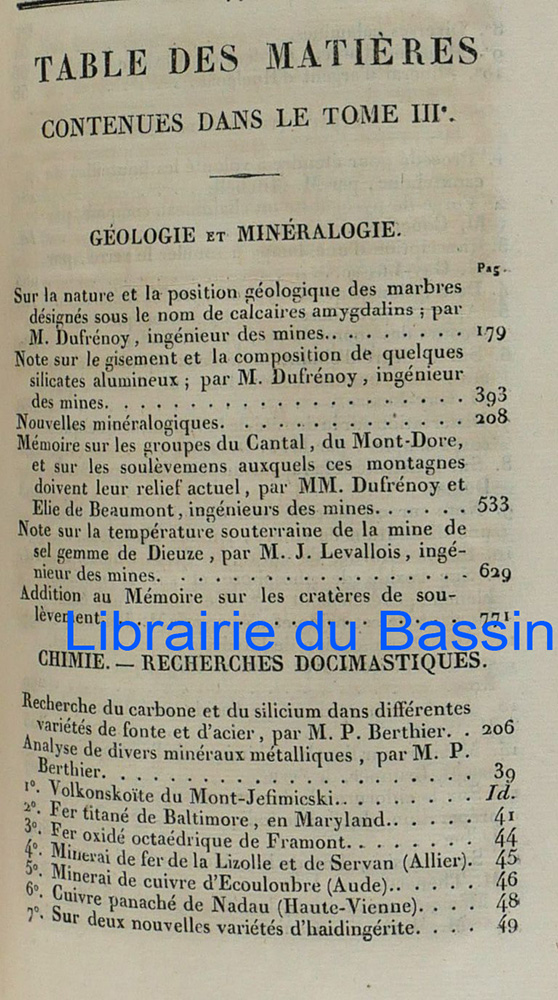 TABLE DES MATIÈRES
CONTENUES DANS LE TOME IIIe.
GÉOLOGIE ET MINÉRALOGIE.
Pag.
Sur la nature et la position géologique des marbres
désignés sous le nom de calcaires amygdalins ; par
M. Dufrénoy, ingénieur des mines.. . . . . . . . . 179
Note sur le gisement et la composition de quelques
silicates alumineux ; par M. Dufrénoy, ingénieur
des mines. . . . . . . . . . . . . . . . . . . . 393
Nouvelles minéralogiques. . . . . . . . . . . . . . 208
Mémoire sur les groupes du Cantal, du Mont-Dore,
et sur les soulèvemens auxquels ces montagnes
doivent leur relief actuel, par MM. Dufrénoy et
Elie de Beaumont, ingénieurs des mines. . . . . . 533
Note sur la température souterraine de la mine de
sel gemme de Dieuze, par M. J. Levallois, ingé-
nieur des mines. . . . . . . . . . . . . . . . . 629
Addition au Mémoire sur les cratères de sou-
lèvement. . . . . . . . . . . . . . . . . . . . 771
Librairie du Bassin
CHIMIE. — RECHERCHES DOCIMASTIQUES.
Recherche du carbone et du silicium dans différentes
variétés de fonte et d'acier, par M. P. Berthier. . 206
Analyse de divers minéraux métalliques, par M. P.
Berthier. . . . . . . . . . . . . . . . . . . . 39
1°. Volkonskoïte du Mont-Jefimicski.. . . . . . . . Id.
2°. Fer titané de Baltimore, en Maryland.. . . . . . 41
3°. Fer oxidé octaédrique de Framont. . . . . . . . 44
4°. Minerai de fer de la Lizolle et de Servan (Allier). 45
5°. Minerai de cuivre d'Ecouloubre (Aude).. . . . . 46
6°. Cuivre panaché de Nadau (Haute-Vienne). . . . 48
7°. Sur deux nouvelles variétés d'haidingérite. . . . 49